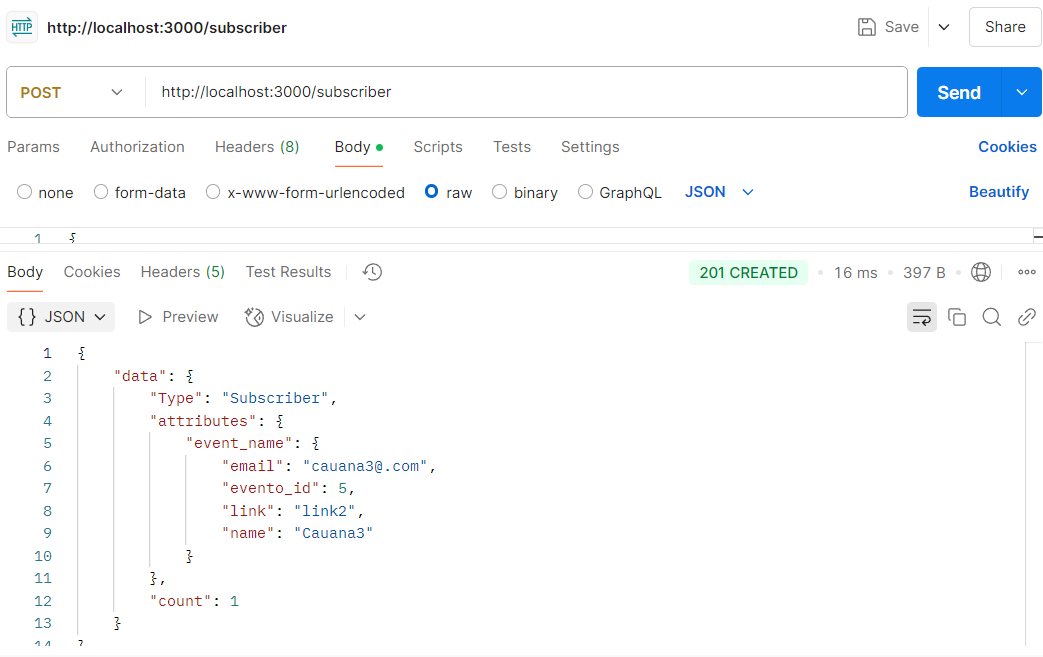 HTTP http://localhost:3000/subscriber Save Share
POST http://localhost:3000/subscriber Send
Params Authorization Headers (8) Body Scripts Tests Settings Cookies
none form-data x-www-form-urlencoded raw binary GraphQL JSON Beautify
1 {
Body Cookies Headers (5) Test Results 201 CREATED 16 ms 397 B
{} JSON Preview Visualize
1 {
2 "data": {
3 "Type": "Subscriber",
4 "attributes": {
5 "event_name": {
6 "email": "cauana3@.com",
7 "evento_id": 5,
8 "link": "link2",
9 "name": "Cauana3"
10 }
11 },
12 "count": 1
13 }
14 }